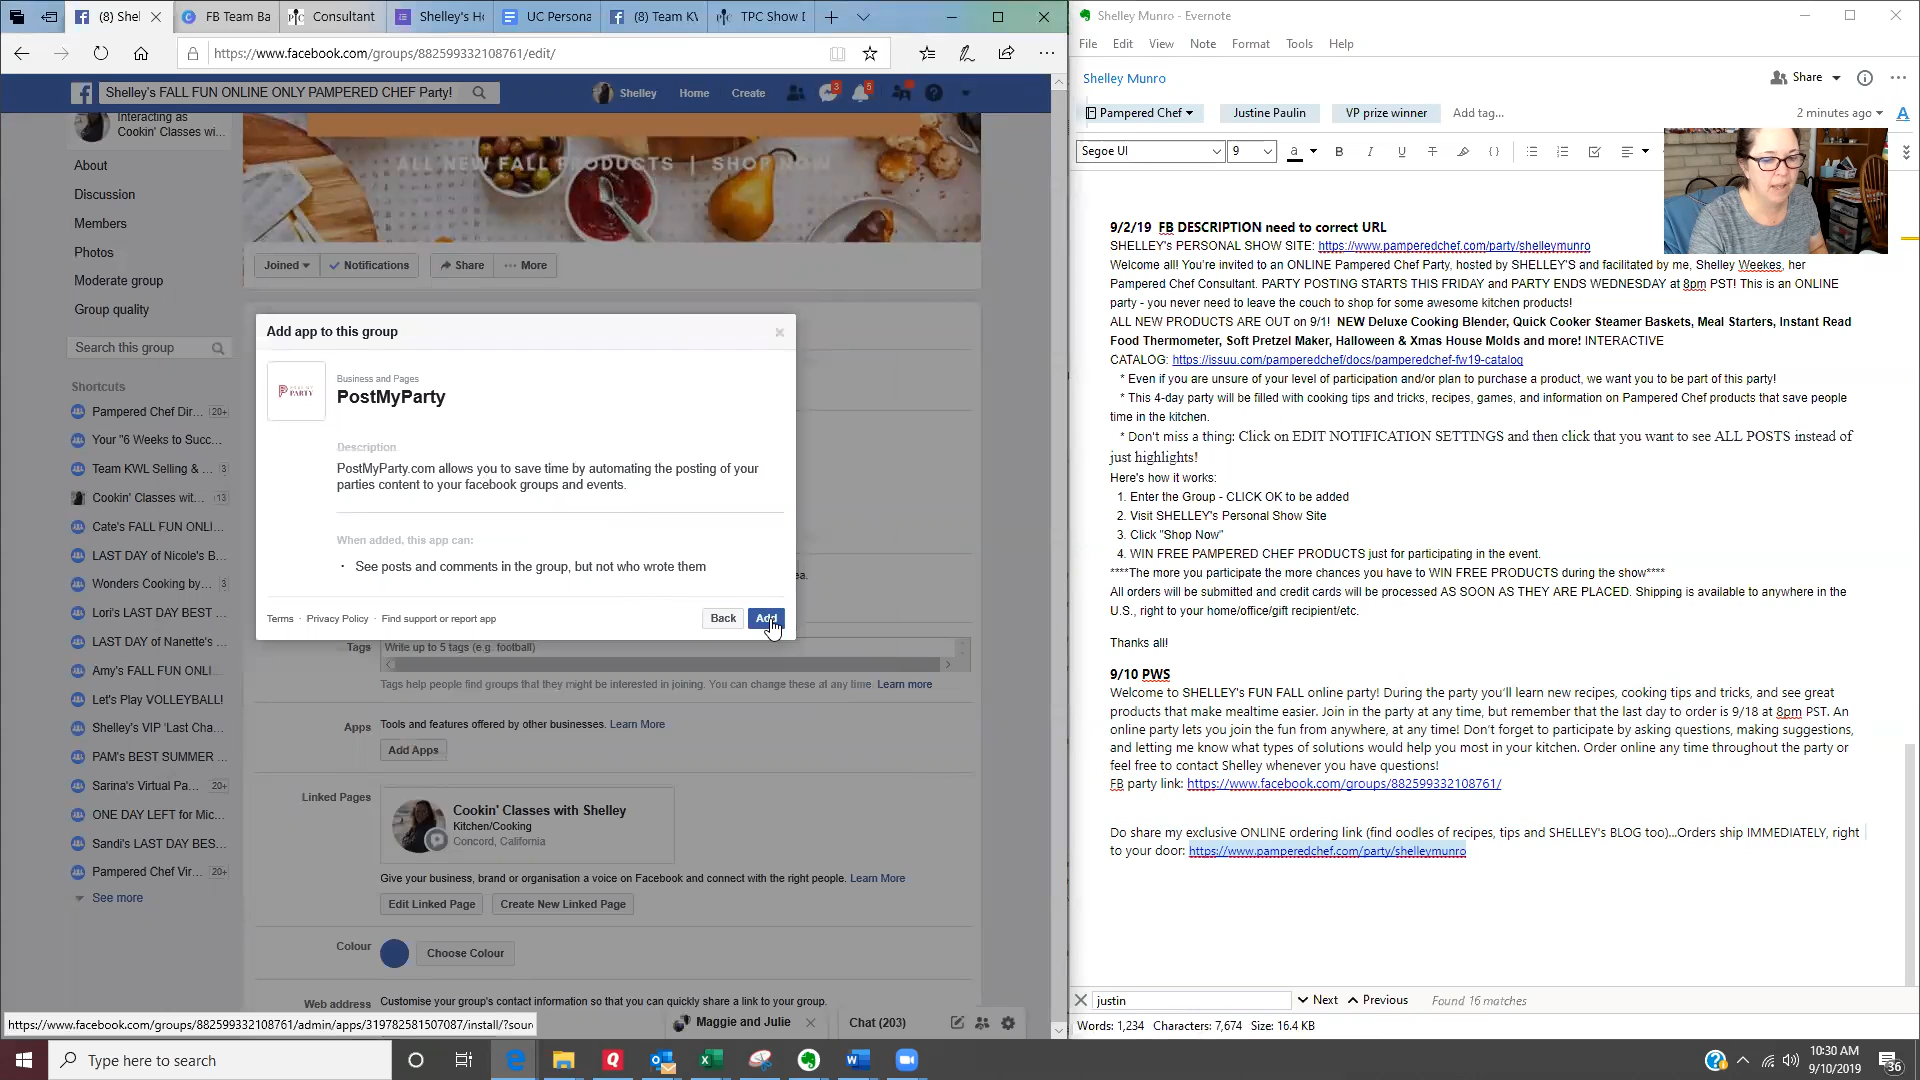 (8) Shel
FB Team Ba
Consultant
Shelley's Ho
UC Persona
(8) Team KW
TPC Show D
https://www.facebook.com/groups/882599332108761/edit/
Shelley's FALL FUN ONLINE ONLY PAMPERED CHEF Party!
Shelley
Home
Create
3
5
Interacting as
Cookin' Classes wi...
About
Discussion
Members
Photos
Moderate group
Group quality
Search this group
Shortcuts
Pampered Chef Dir... 20+
Your "6 Weeks to Succ...
Team KWL Selling & ... 3
Cookin' Classes wit... 13
Cate's FALL FUN ONLI...
LAST DAY of Nicole's B...
Wonders Cooking by... 3
Lori's LAST DAY BEST ...
LAST DAY of Nanette's ...
Amy's FALL FUN ONLI...
Let's Play VOLLEYBALL!
Shelley's VIP 'Last Cha...
PAM's BEST SUMMER ...
Sarina's Virtual Pa... 20+
ONE DAY LEFT for Mic...
Sandi's LAST DAY BES...
Pampered Chef Vir... 20+
See more
ALL NEW FALL PRODUCTS | SHOP NOW
Joined
Notifications
Share
More
Add app to this group
PARTY
Business and Pages
PostMyParty
Description
PostMyParty.com allows you to save time by automating the posting of your
parties content to your facebook groups and events.
When added, this app can:
· See posts and comments in the group, but not who wrote them
Terms · Privacy Policy · Find support or report app
Back
Add
ea.
Tags
Write up to 5 tags (e.g. football)
Tags help people find groups that they might be interested in joining. You can change these at any time. Learn more
Apps
Tools and features offered by other businesses. Learn More
Add Apps
Linked Pages
Cookin' Classes with Shelley
Kitchen/Cooking
Concord, California
Give your business, brand or organisation a voice on Facebook and connect with the right people. Learn More
Edit Linked Page
Create New Linked Page
Colour
Choose Colour
Web address
Customise your group's contact information so that you can quickly share a link to your group.
https://www.facebook.com/groups/882599332108761/admin/apps/319782581507087/install/?sour
Maggie and Julie
Chat (203)
Shelley Munro - Evernote
File Edit View Note Format Tools Help
Shelley Munro
Share
Pampered Chef
Justine Paulin
VP prize winner
Add tag...
2 minutes ago
Segoe UI
9
9/2/19 FB DESCRIPTION need to correct URL
SHELLEY's PERSONAL SHOW SITE: https://www.pamperedchef.com/party/shelleymunro
Welcome all! You're invited to an ONLINE Pampered Chef Party, hosted by SHELLEY'S and facilitated by me, Shelley Weekes, her
Pampered Chef Consultant. PARTY POSTING STARTS THIS FRIDAY and PARTY ENDS WEDNESDAY at 8pm PST! This is an ONLINE
party - you never need to leave the couch to shop for some awesome kitchen products!
ALL NEW PRODUCTS ARE OUT on 9/1! NEW Deluxe Cooking Blender, Quick Cooker Steamer Baskets, Meal Starters, Instant Read
Food Thermometer, Soft Pretzel Maker, Halloween & Xmas House Molds and more! INTERACTIVE
CATALOG: https://issuu.com/pamperedchef/docs/pamperedchef-fw19-catalog
* Even if you are unsure of your level of participation and/or plan to purchase a product, we want you to be part of this party!
* This 4-day party will be filled with cooking tips and tricks, recipes, games, and information on Pampered Chef products that save people
time in the kitchen.
* Don't miss a thing: Click on EDIT NOTIFICATION SETTINGS and then click that you want to see ALL POSTS instead of
just highlights!
Here's how it works:
1. Enter the Group - CLICK OK to be added
2. Visit SHELLEY's Personal Show Site
3. Click "Shop Now"
4. WIN FREE PAMPERED CHEF PRODUCTS just for participating in the event.
****The more you participate the more chances you have to WIN FREE PRODUCTS during the show****
All orders will be submitted and credit cards will be processed AS SOON AS THEY ARE PLACED. Shipping is available to anywhere in the
U.S., right to your home/office/gift recipient/etc.
Thanks all!
9/10 PWS
Welcome to SHELLEY's FUN FALL online party! During the party you'll learn new recipes, cooking tips and tricks, and see great
products that make mealtime easier. Join in the party at any time, but remember that the last day to order is 9/18 at 8pm PST. An
online party lets you join the fun from anywhere, at any time! Don't forget to participate by asking questions, making suggestions,
and letting me know what types of solutions would help you most in your kitchen. Order online any time throughout the party or
feel free to contact Shelley whenever you have questions!
FB party link: https://www.facebook.com/groups/882599332108761/
Do share my exclusive ONLINE ordering link (find oodles of recipes, tips and SHELLEY's BLOG too)...Orders ship IMMEDIATELY, right
to your door: https://www.pamperedchef.com/party/shelleymunro
justin
Next
Previous
Found 16 matches
Words: 1,234 Characters: 7,674 Size: 16.4 KB
Type here to search
10:30 AM
9/10/2019
36